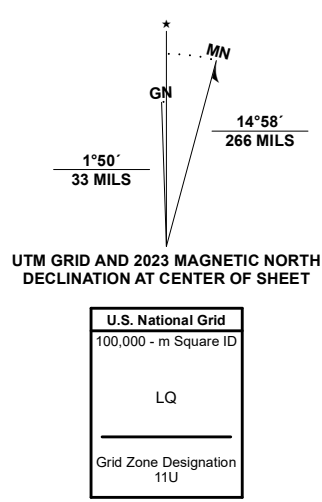 ★
MN
GN
14°58´
266 MILS
1°50´
33 MILS
UTM GRID AND 2023 MAGNETIC NORTH
DECLINATION AT CENTER OF SHEET
U.S. National Grid
100,000 - m Square ID
LQ
Grid Zone Designation
11U